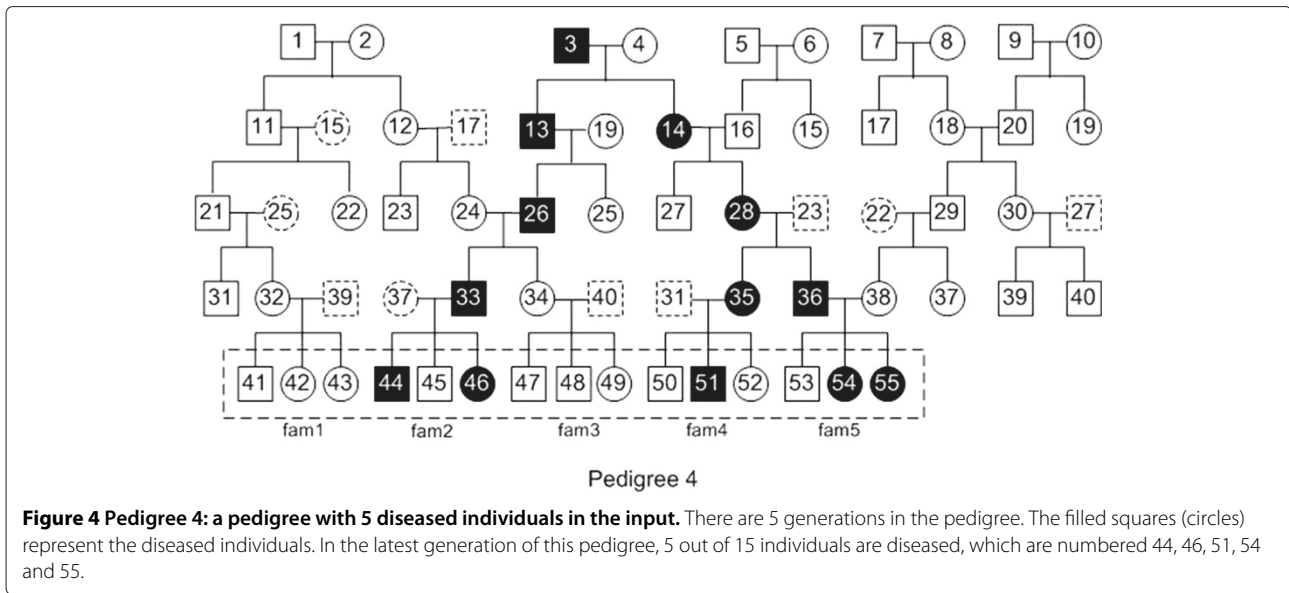 1 2 3 4 5 6 7 8 9 10
11 15 12 17 13 19 14 16 15 17 18 20 19
21 25 22 23 24 26 25 27 28 23 22 29 30 27
31 32 39 37 33 34 40 31 35 36 38 37 39 40
41 42 43 44 45 46 47 48 49 50 51 52 53 54 55
fam1 fam2 fam3 fam4 fam5
Pedigree 4
Figure 4 Pedigree 4: a pedigree with 5 diseased individuals in the input. There are 5 generations in the pedigree. The filled squares (circles)
represent the diseased individuals. In the latest generation of this pedigree, 5 out of 15 individuals are diseased, which are numbered 44, 46, 51, 54
and 55.